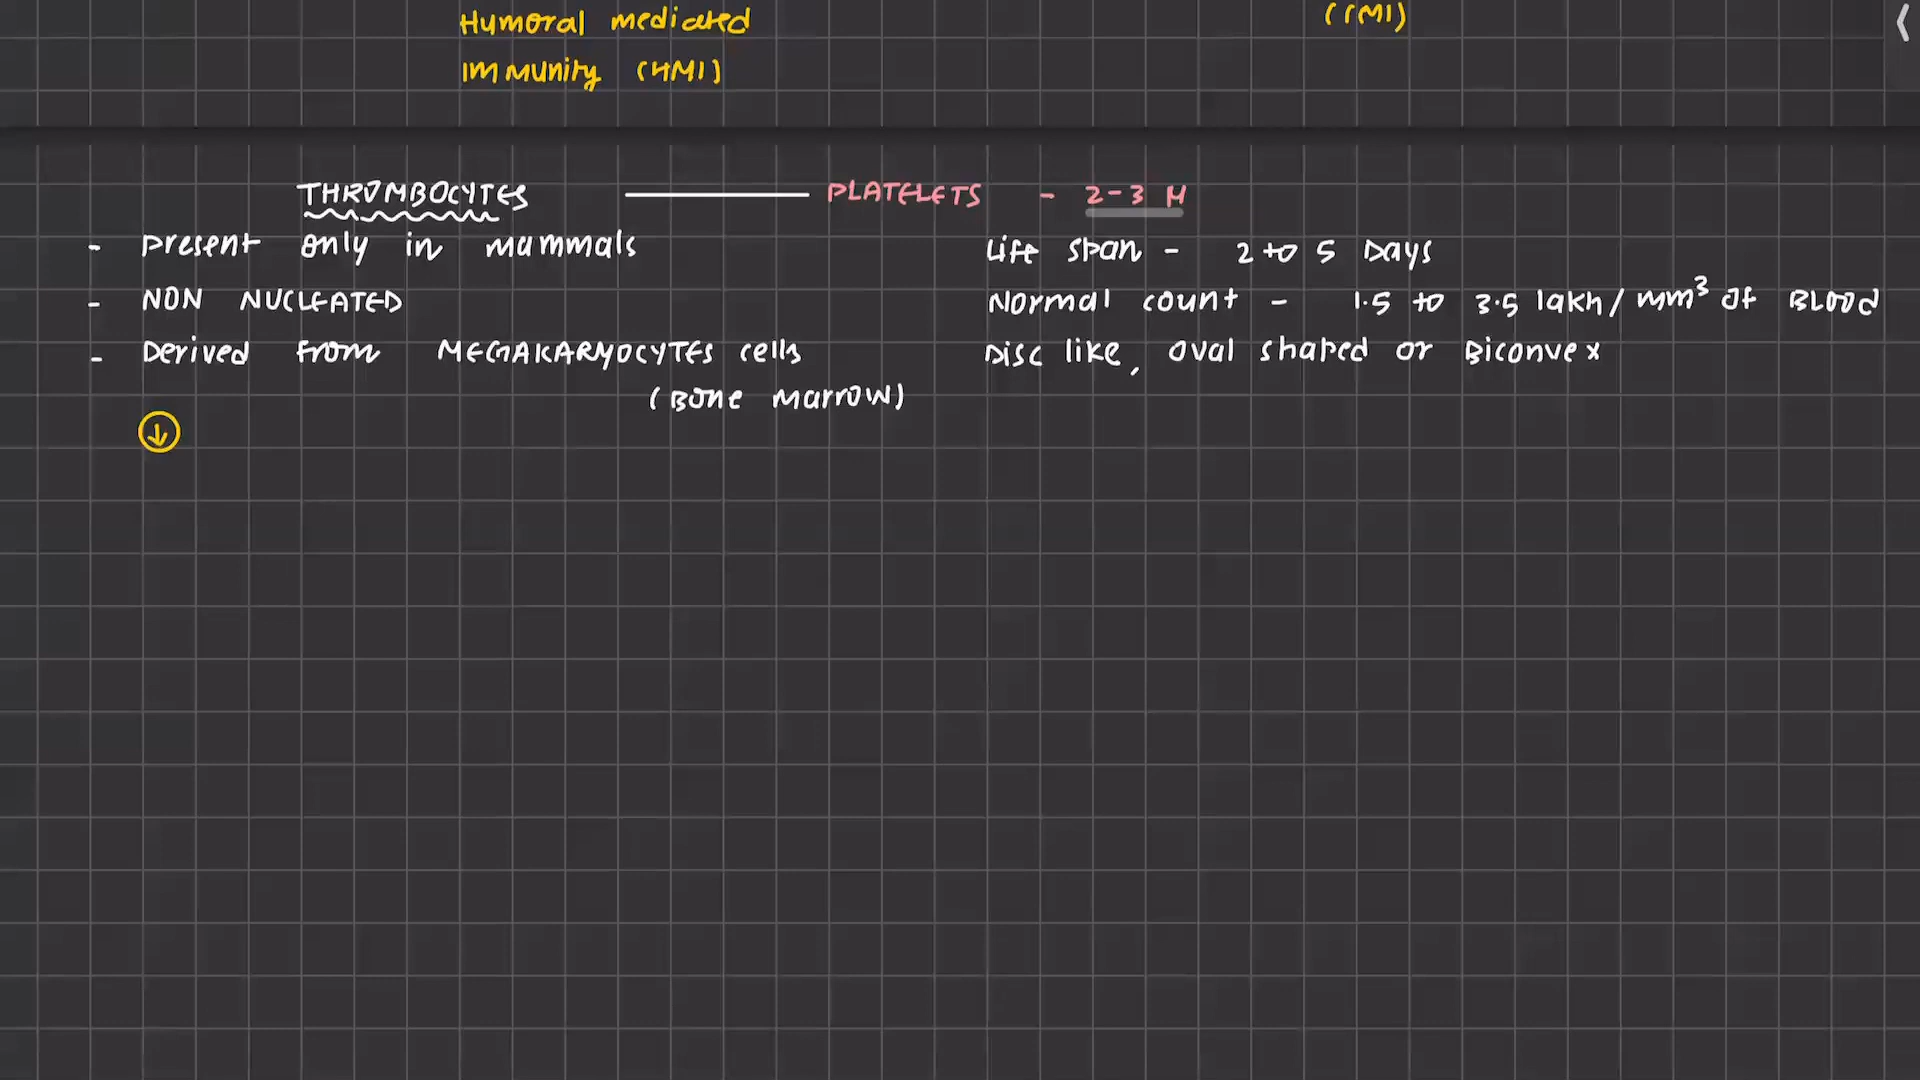 Humoral mediated
Immunity (HMI)
THROMBOCYTES — PLATELETS - 2-3 M
- Present only in mammals
- NON NUCLEATED
- Derived from MEGAKARYOCYTES cells
(Bone Marrow)
↓
Life span - 2 to 5 Days
Normal count - 1.5 to 3.5 lakh/mm³ of BLOOD
Disc like, oval shaped or Biconvex